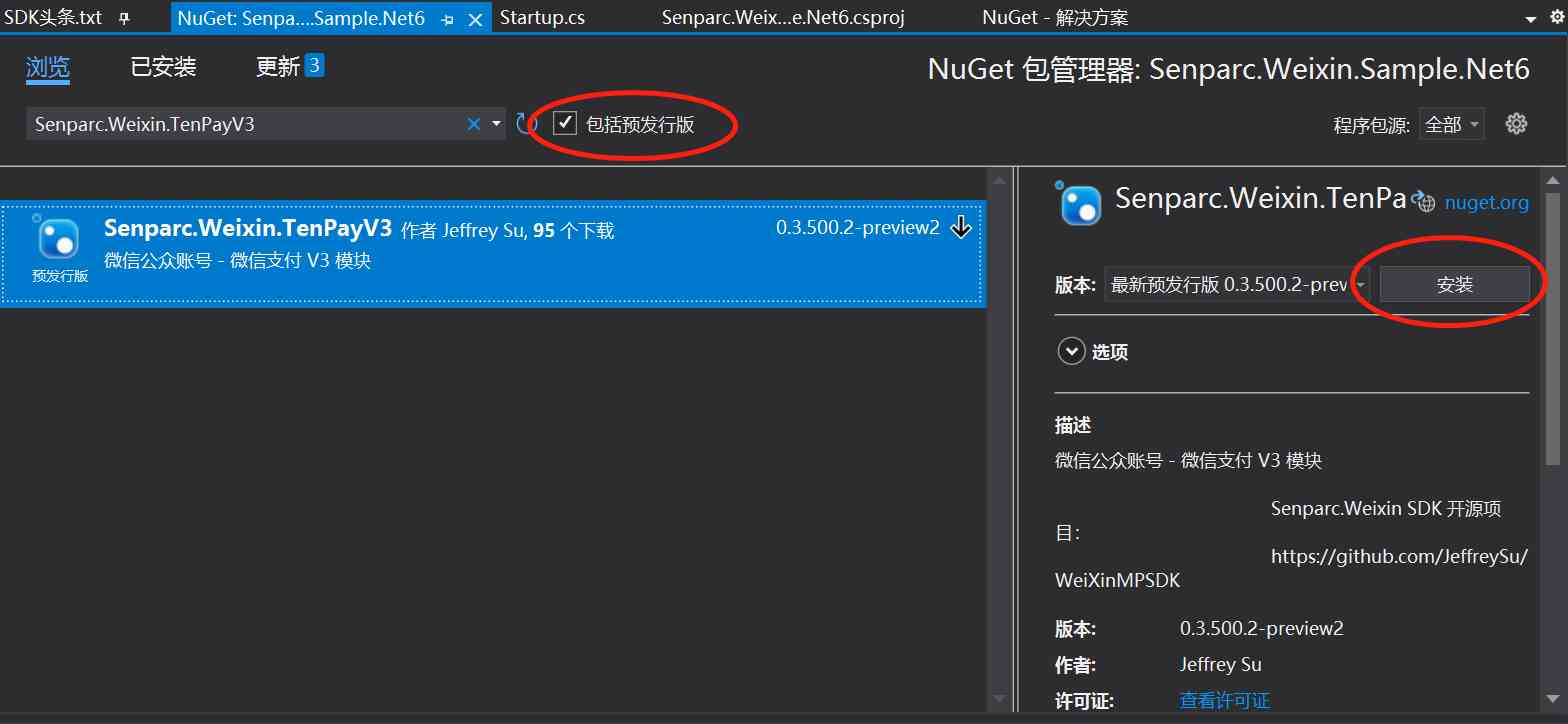 SDK头条.txt
NuGet: Senpa....Sample.Net6
Startup.cs
Senparc.Weix...e.Net6.csproj
NuGet - 解决方案
浏览
已安装
更新 3
NuGet 包管理器: Senparc.Weixin.Sample.Net6
Senparc.Weixin.TenPayV3
包括预发行版
程序包源: 全部
Senparc.Weixin.TenPayV3 作者 Jeffrey Su, 95 个下载
0.3.500.2-preview2
微信公众账号 - 微信支付 V3 模块
预发行版
Senparc.Weixin.TenPa
nuget.org
版本: 最新预发行版 0.3.500.2-prev
安装
选项
描述
微信公众账号 - 微信支付 V3 模块
Senparc.Weixin SDK 开源项
目：
https://github.com/JeffreySu/
WeiXinMPSDK
版本: 0.3.500.2-preview2
作者: Jeffrey Su
许可证: 查看许可证